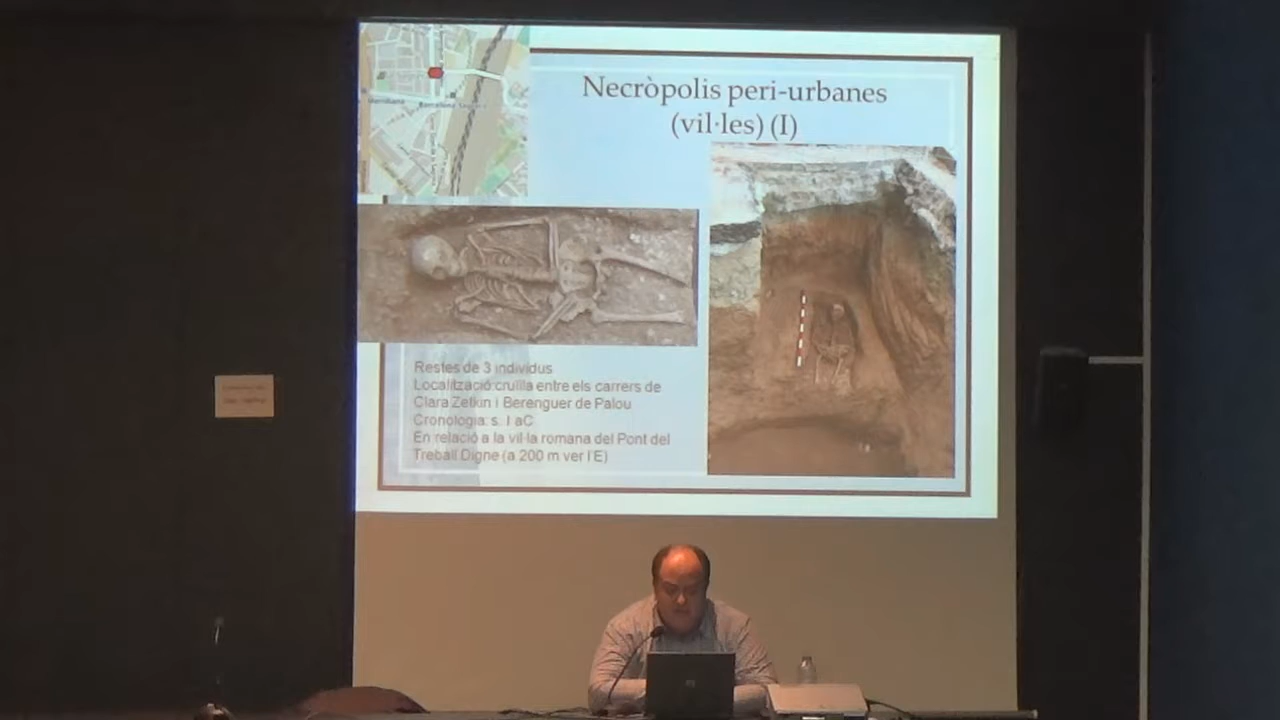 Necròpolis peri-urbanes
(vil·les) (I)
Restes de 3 individus
Localització:cruïlla entre els carrers de
Clara Zetkin i Berenguer de Palou
Cronologia: s. I aC
En relació a la vil·la romana del Pont del
Treball Digne (a 200 m ver l'E)